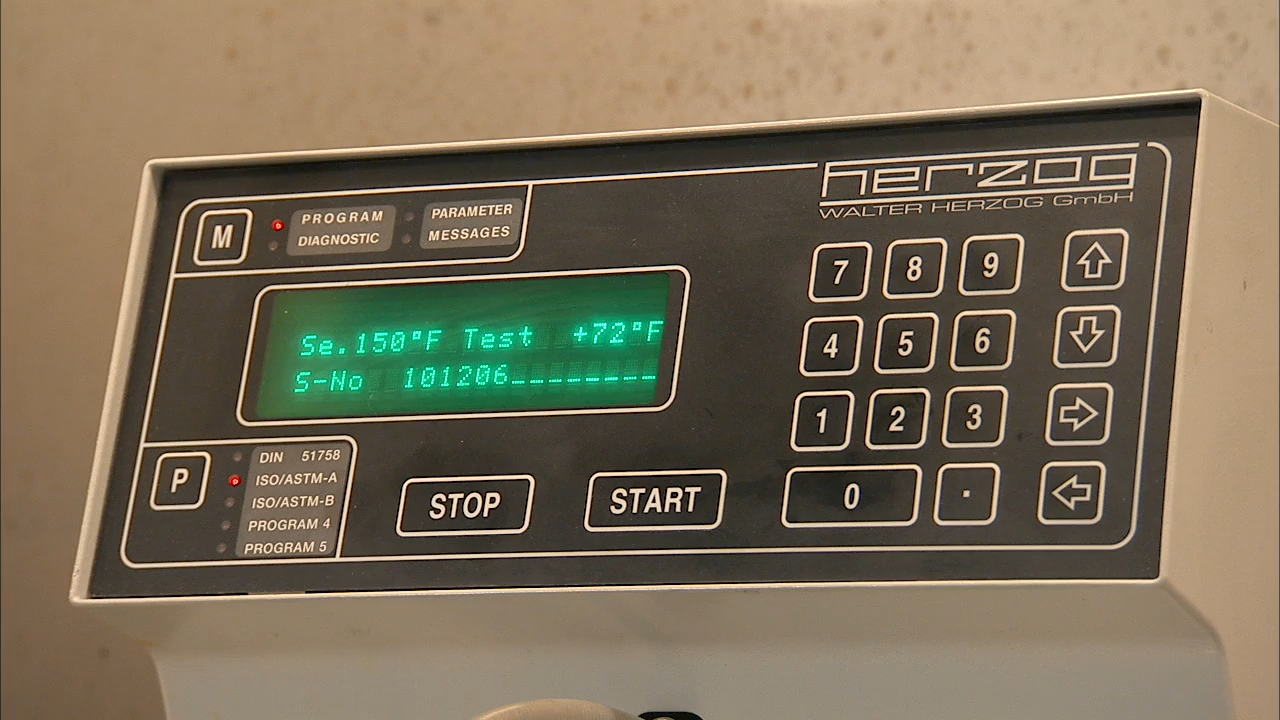 herzog
WALTER HERZOG GmbH
M
PROGRAM
DIAGNOSTIC
PARAMETER
MESSAGES
Se.150°F Test +72°F
S-No 101206________
7 8 9
4 5 6
1 2 3
0 .
P
DIN 51758
ISO/ASTM-A
ISO/ASTM-B
PROGRAM 4
PROGRAM 5
STOP
START